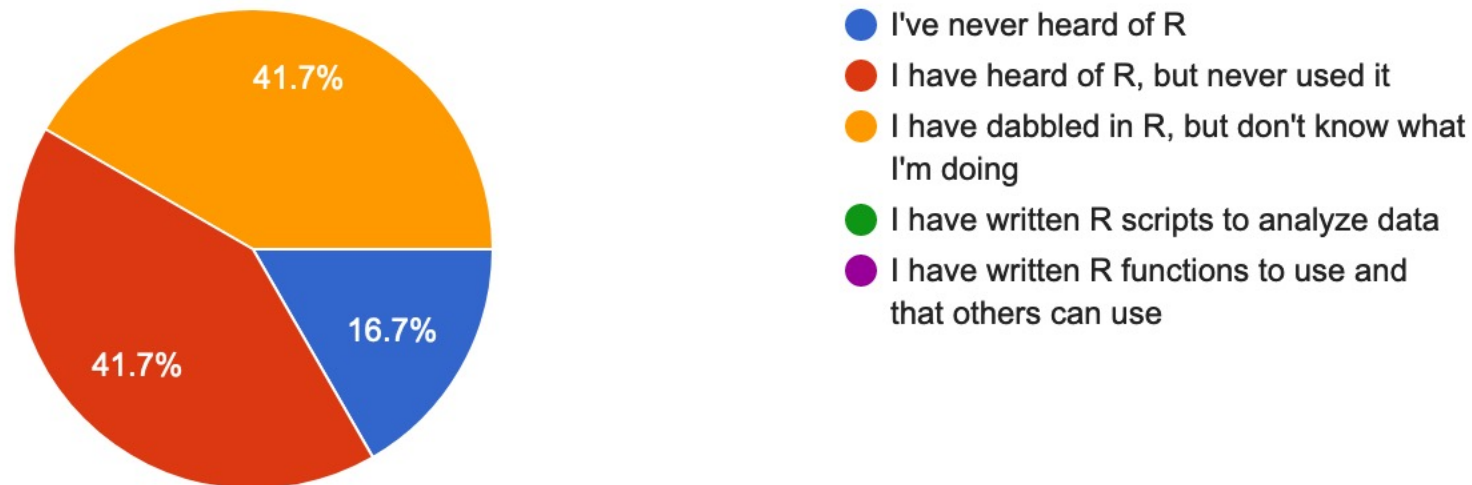 41.7%
16.7%
41.7%
I've never heard of R
I have heard of R, but never used it
I have dabbled in R, but don't know what
I'm doing
I have written R scripts to analyze data
I have written R functions to use and
that others can use